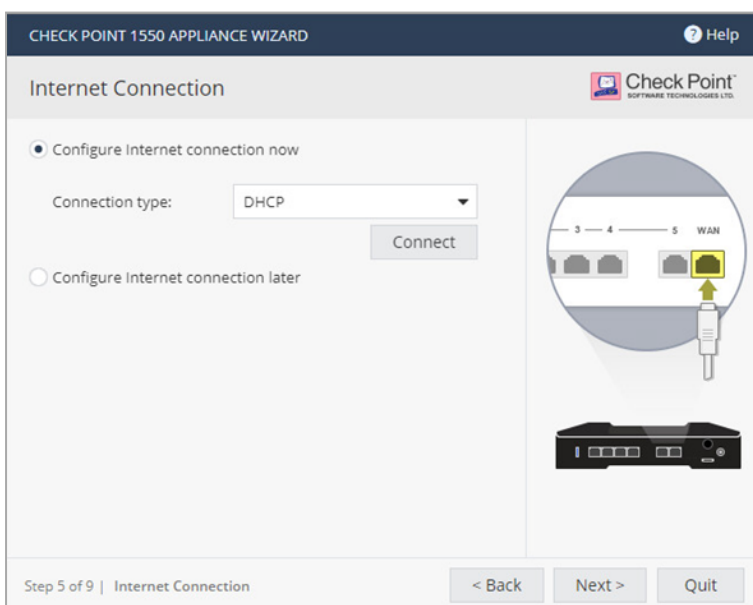 CHECK POINT 1550 APPLIANCE WIZARD
Help
Internet Connection
Check Point
SOFTWARE TECHNOLOGIES LTD.
Configure Internet connection now
Connection type:
DHCP
Connect
Configure Internet connection later
3 4 5 WAN
Step 5 of 9 | Internet Connection
< Back
Next >
Quit